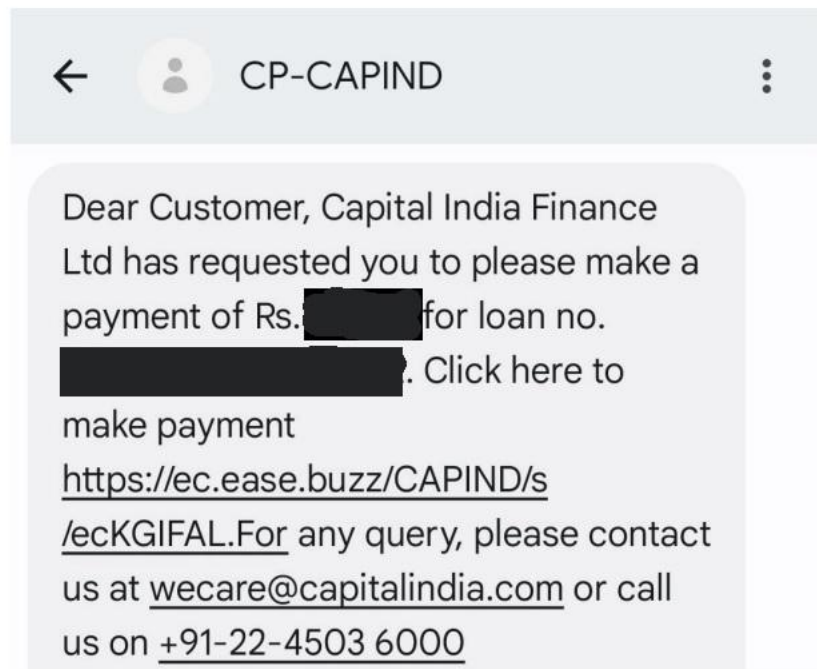 CP-CAPIND
Dear Customer, Capital India Finance
Ltd has requested you to please make a
payment of Rs. for loan no.
. Click here to
make payment
https://ec.ease.buzz/CAPIND/s
/ecKGIFAL.For any query, please contact
us at wecare@capitalindia.com or call
us on +91-22-4503 6000